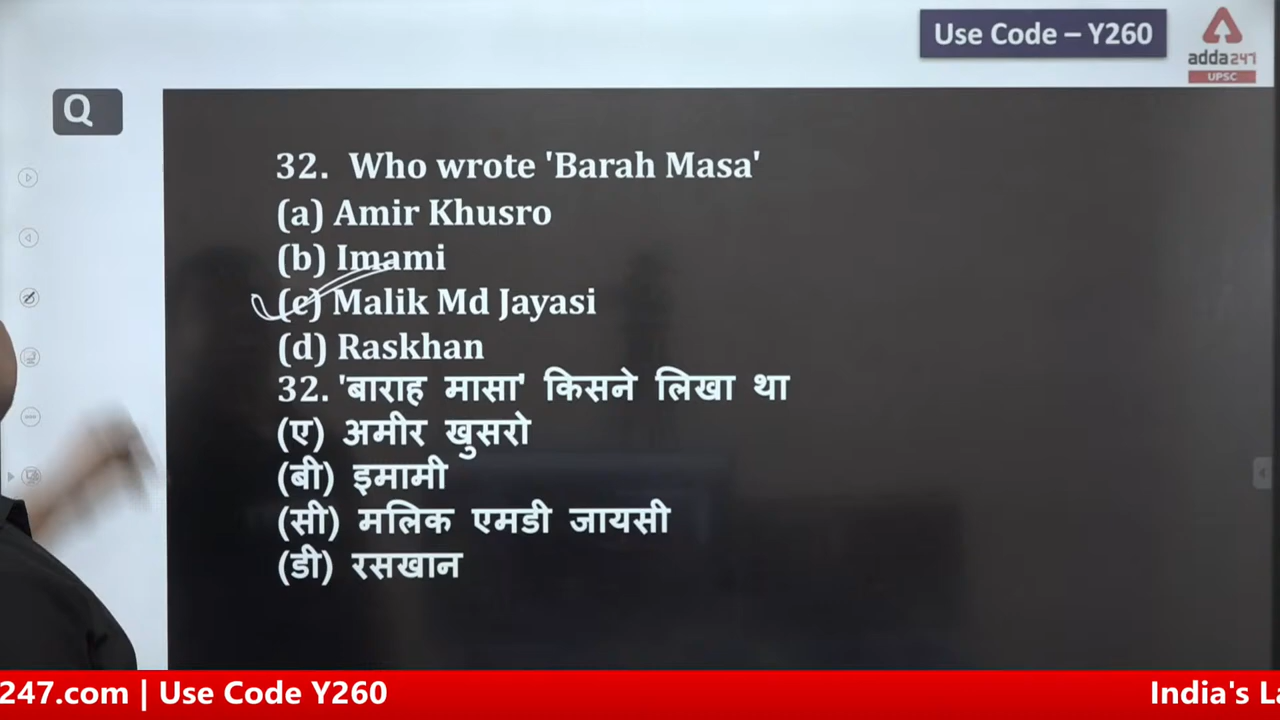 Use Code – Y260
adda247
UPSC
Q
32. Who wrote 'Barah Masa'
(a) Amir Khusro
(b) Imami
(c) Malik Md Jayasi
(d) Raskhan
32. 'बाराह मासा' किसने लिखा था
(ए) अमीर खुसरो
(बी) इमामी
(सी) मलिक एमडी जायसी
(डी) रसखान
247.com | Use Code Y260
India's La